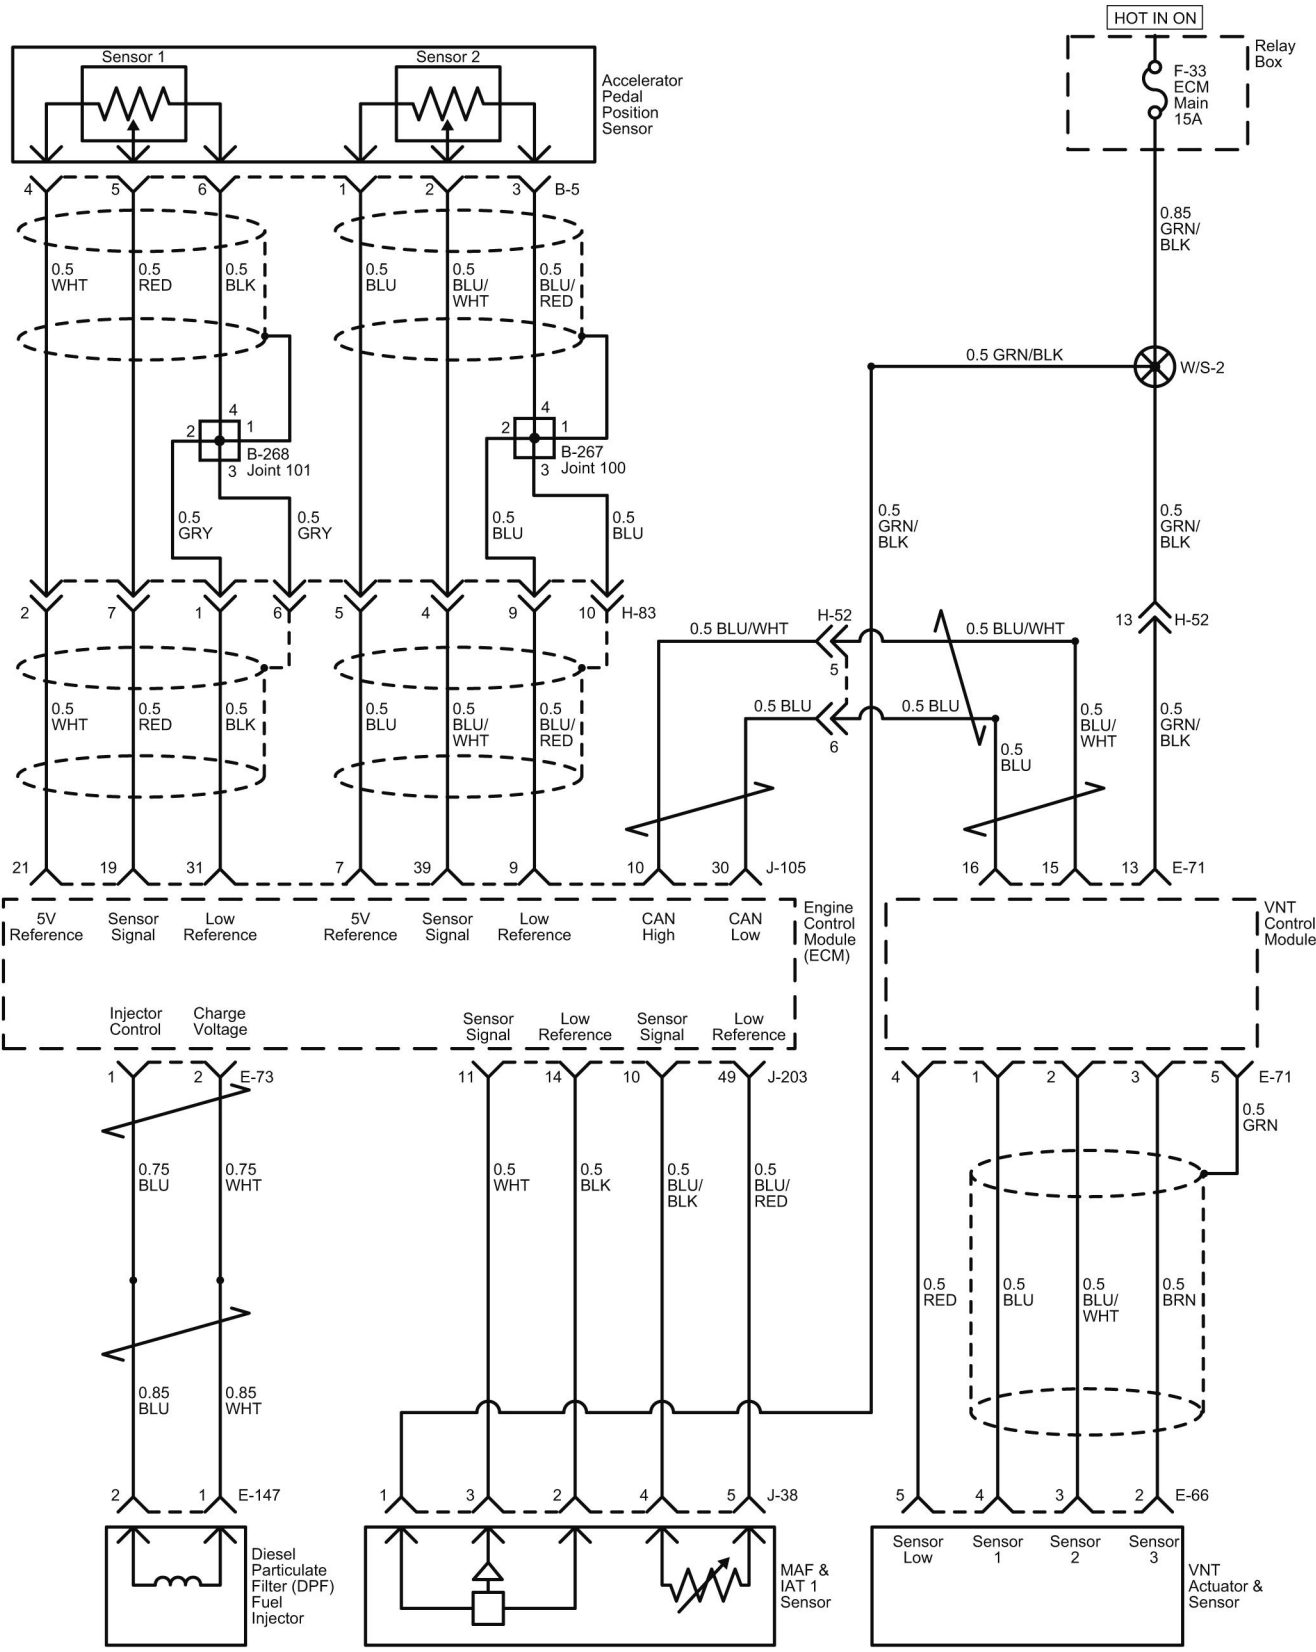 HOT IN ON
Relay
Box
F-33
ECM
Main
15A
Sensor 1
Sensor 2
Accelerator
Pedal
Position
Sensor
4
5
6
1
2
3
B-5
0.85
GRN/
BLK
0.5
WHT
0.5
RED
0.5
BLK
0.5
BLU
0.5
BLU/
WHT
0.5
BLU/
RED
0.5 GRN/BLK
W/S-2
4
2
1
B-268
3
Joint 101
4
2
1
B-267
3
Joint 100
0.5
GRY
0.5
GRY
0.5
BLU
0.5
BLU
0.5
GRN/
BLK
0.5
GRN/
BLK
2
7
1
6
5
4
9
10
H-83
H-52
13
H-52
0.5 BLU/WHT
0.5 BLU/WHT
5
0.5
WHT
0.5
RED
0.5
BLK
0.5
BLU
0.5
BLU/
WHT
0.5
BLU/
RED
0.5 BLU
0.5 BLU
6
0.5
BLU
0.5
BLU/
WHT
0.5
GRN/
BLK
21
19
31
7
39
9
10
30
J-105
16
15
13
E-71
5V
Reference
Sensor
Signal
Low
Reference
5V
Reference
Sensor
Signal
Low
Reference
CAN
High
CAN
Low
Engine
Control
Module
(ECM)
VNT
Control
Module
Injector
Control
Charge
Voltage
Sensor
Signal
Low
Reference
Sensor
Signal
Low
Reference
1
2
E-73
11
14
10
49
J-203
4
1
2
3
5
E-71
0.5
GRN
0.75
BLU
0.75
WHT
0.5
WHT
0.5
BLK
0.5
BLU/
BLK
0.5
BLU/
RED
0.5
RED
0.5
BLU
0.5
BLU/
WHT
0.5
BRN
0.85
BLU
0.85
WHT
2
1
E-147
1
3
2
4
5
J-38
5
4
3
2
E-66
Diesel
Particulate
Filter (DPF)
Fuel
Injector
MAF &
IAT 1
Sensor
Sensor
Low
Sensor
1
Sensor
2
Sensor
3
VNT
Actuator &
Sensor